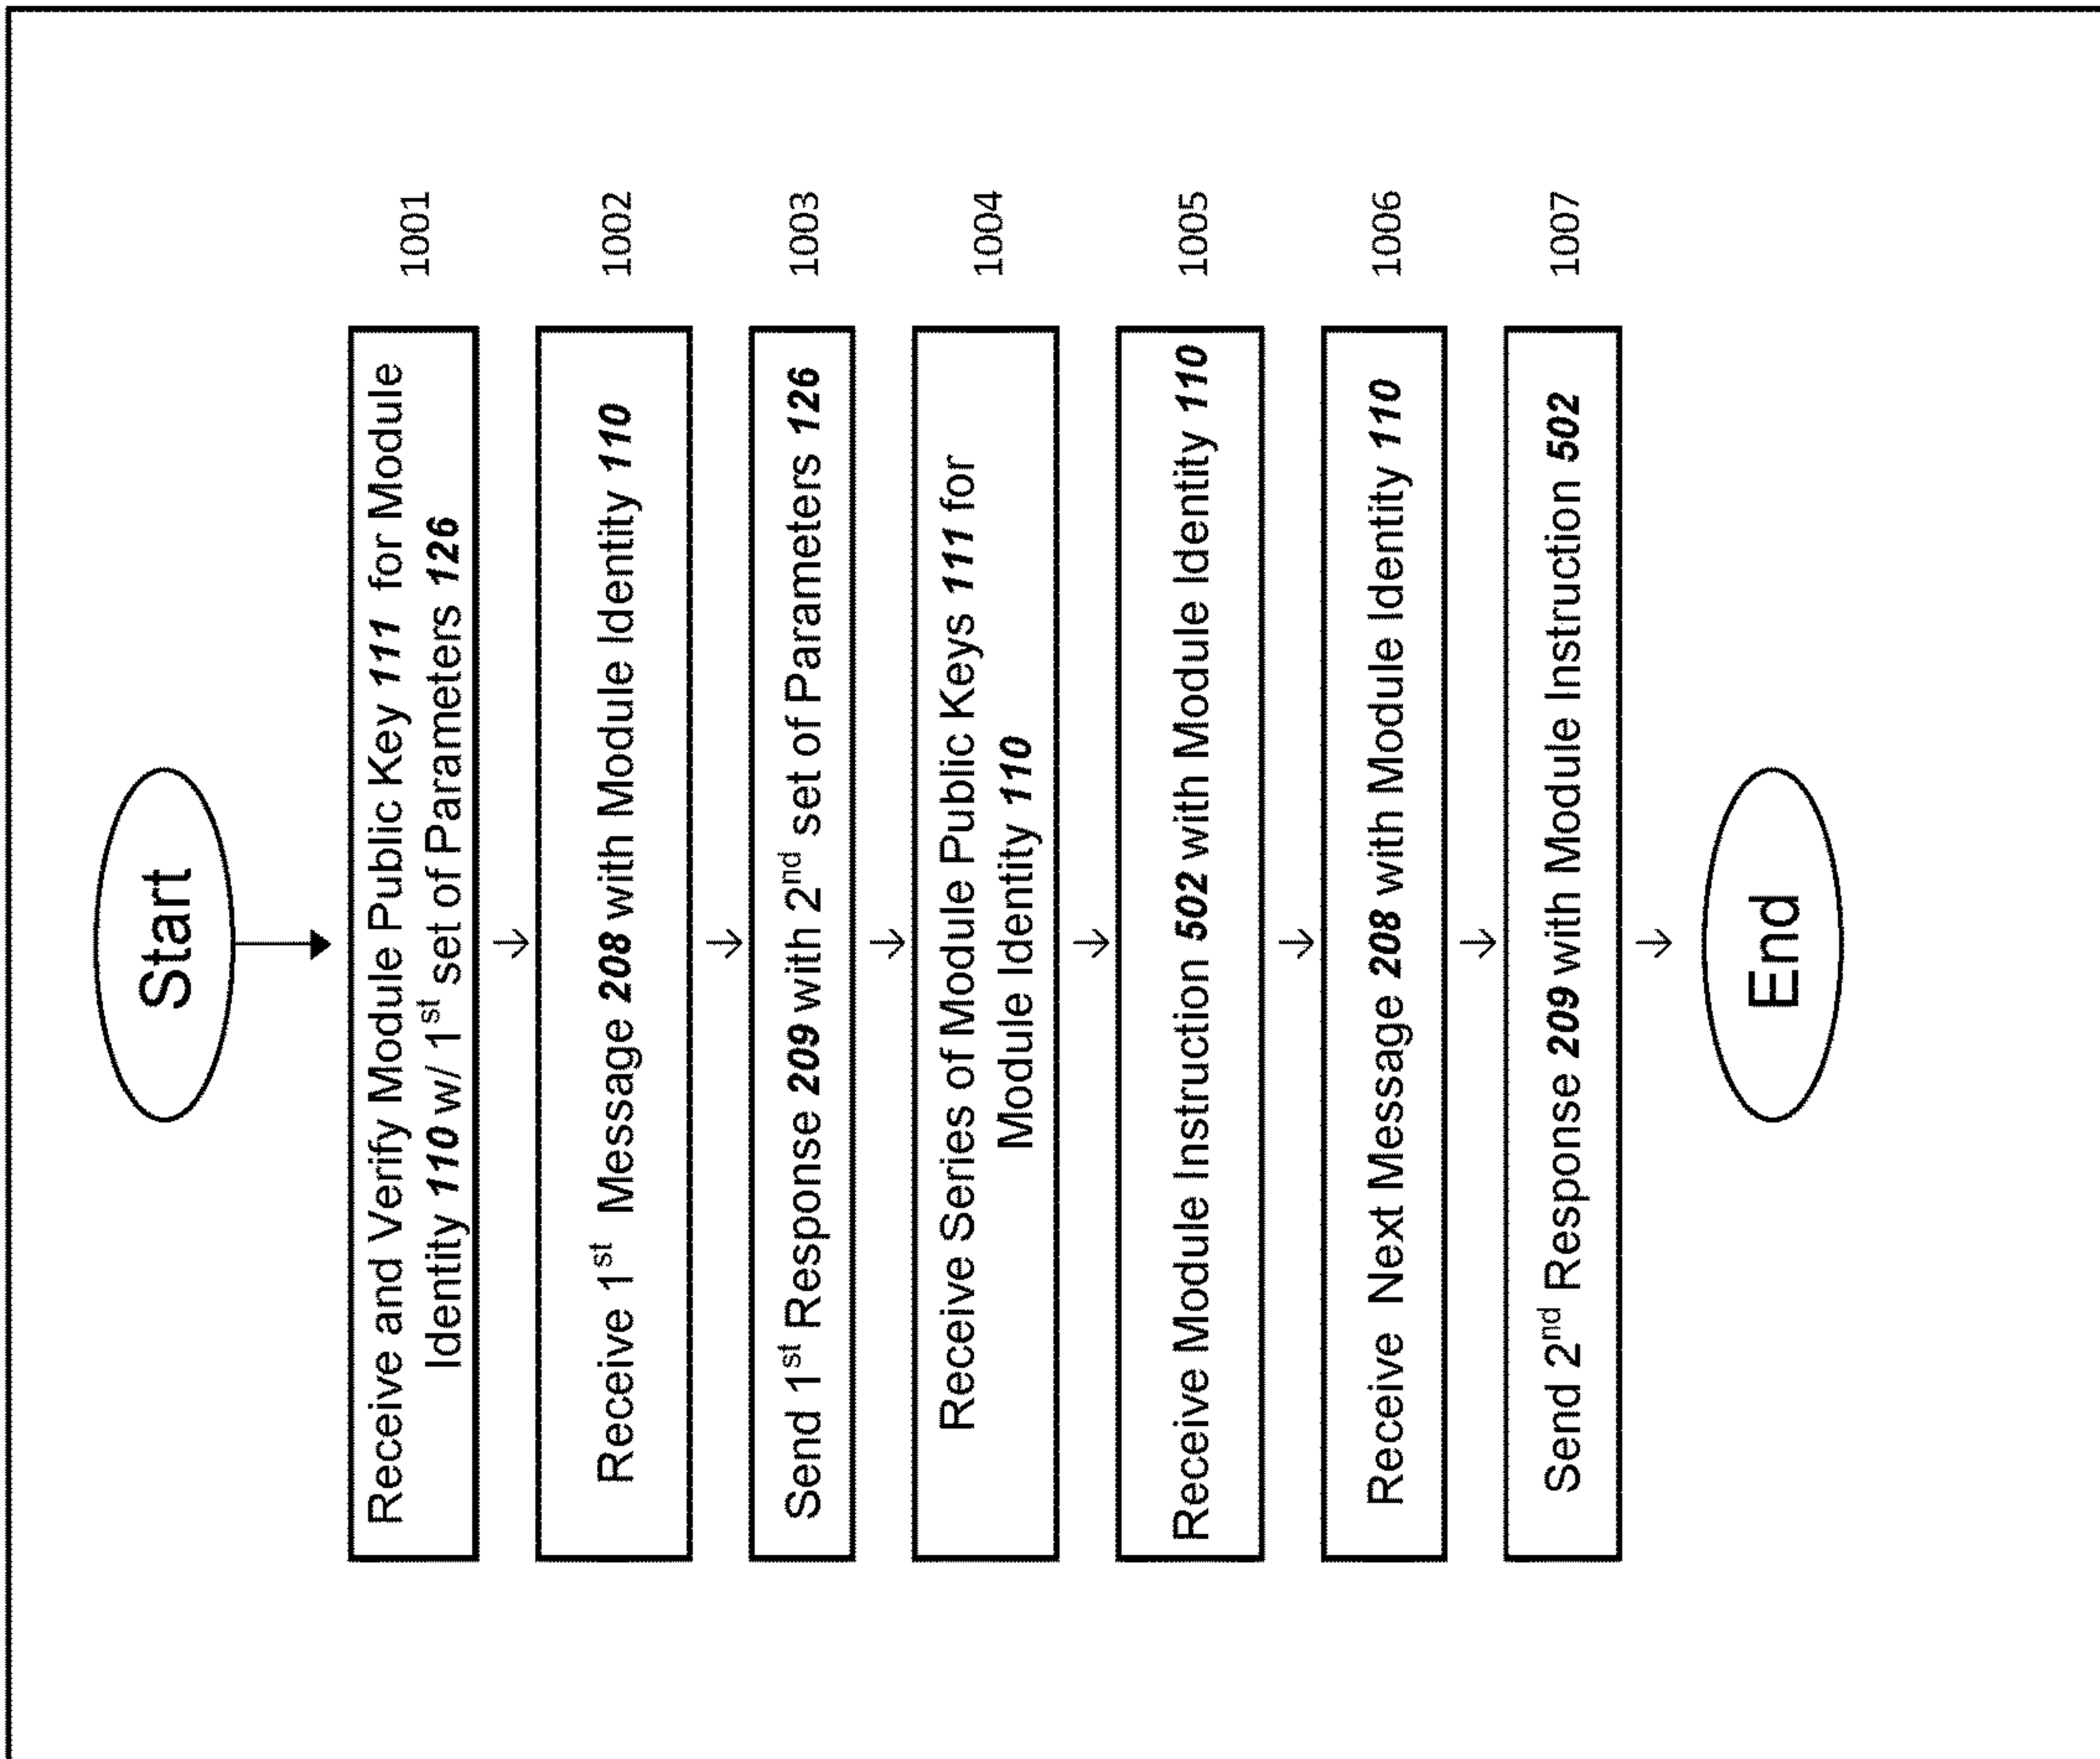 Start
Receive and Verify Module Public Key 111 for Module
Identity 110 w/ 1st set of Parameters 126
1001
Receive 1st Message 208 with Module Identity 110
1002
Send 1st Response 209 with 2nd set of Parameters 126
1003
Receive Series of Module Public Keys 111 for
Module Identity 110
1004
Receive Module Instruction 502 with Module Identity 110
1005
Receive Next Message 208 with Module Identity 110
1006
Send 2nd Response 209 with Module Instruction 502
1007
End